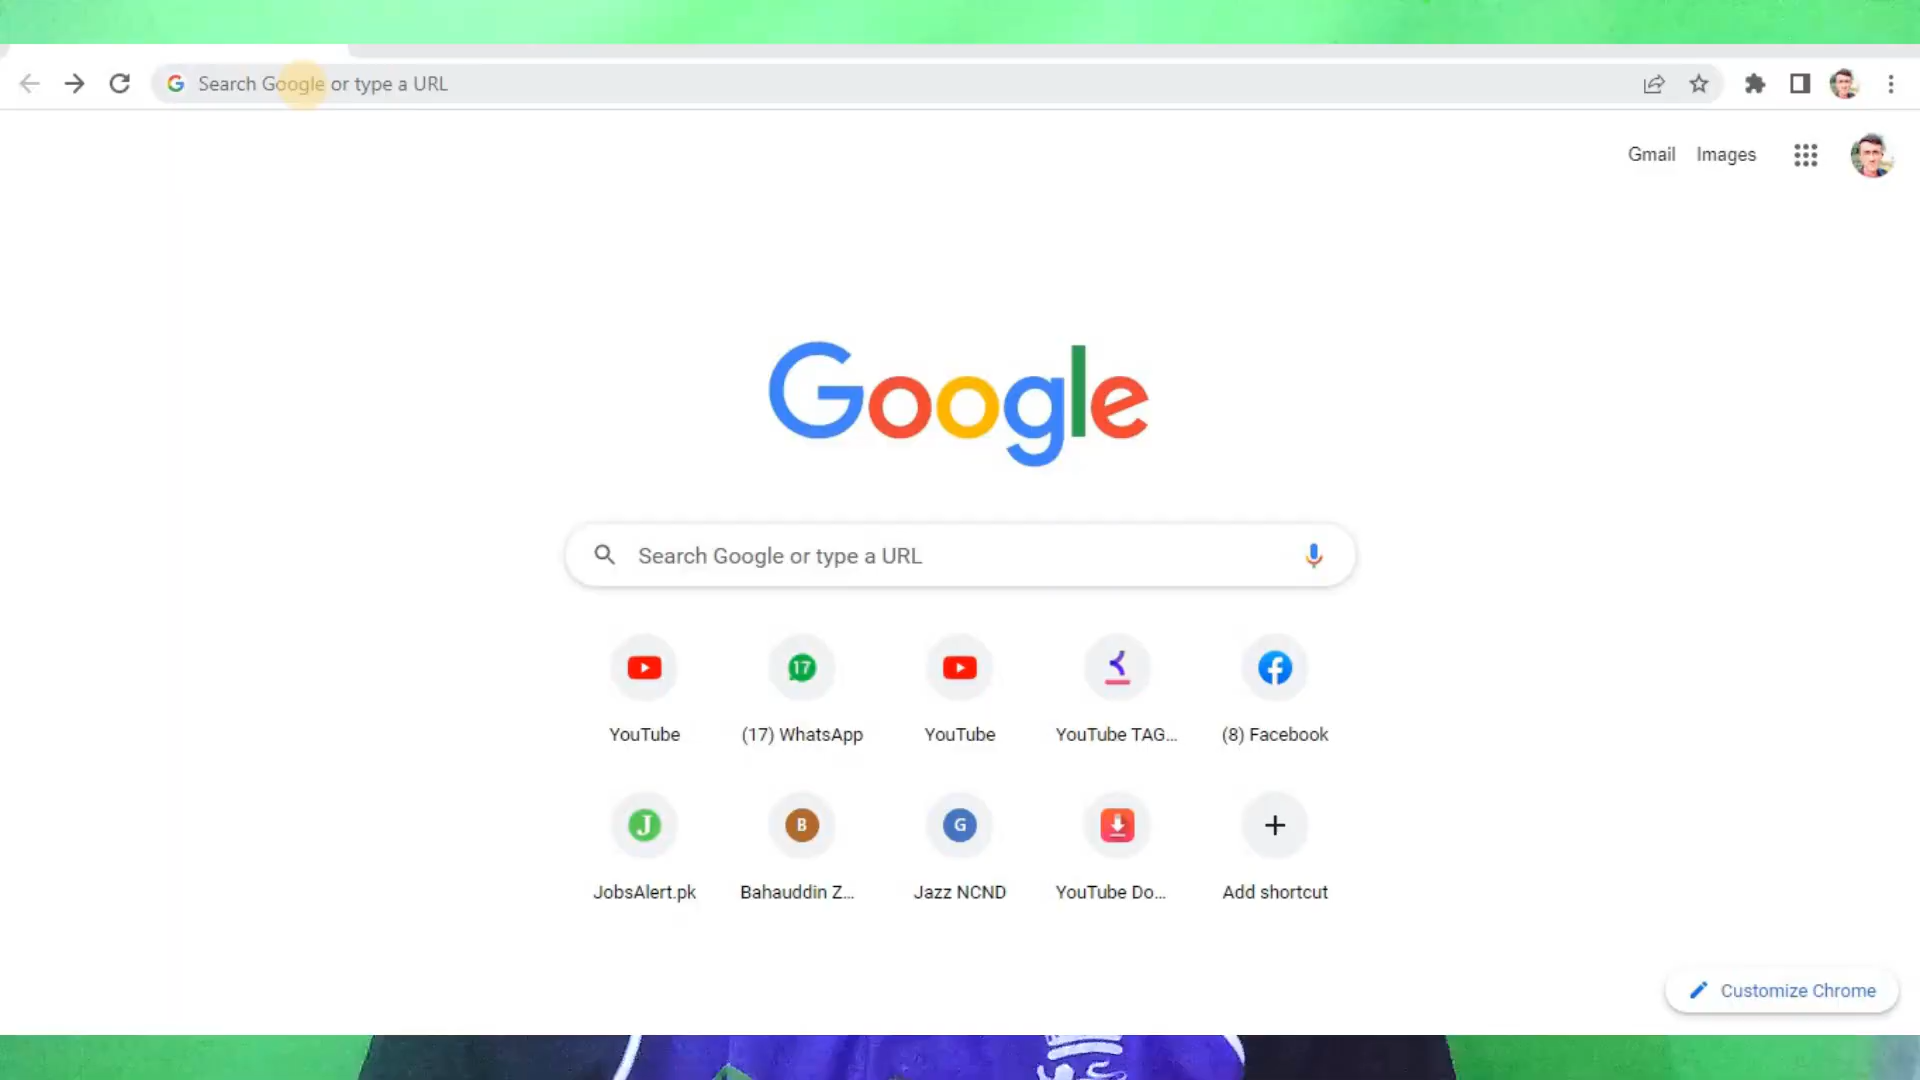 Search Google or type a URL
Gmail Images
Google
Search Google or type a URL
17
YouTube (17) WhatsApp YouTube YouTube TAG... (8) Facebook
J B G
JobsAlert.pk Bahauddin Z... Jazz NCND YouTube Do... Add shortcut
Customize Chrome